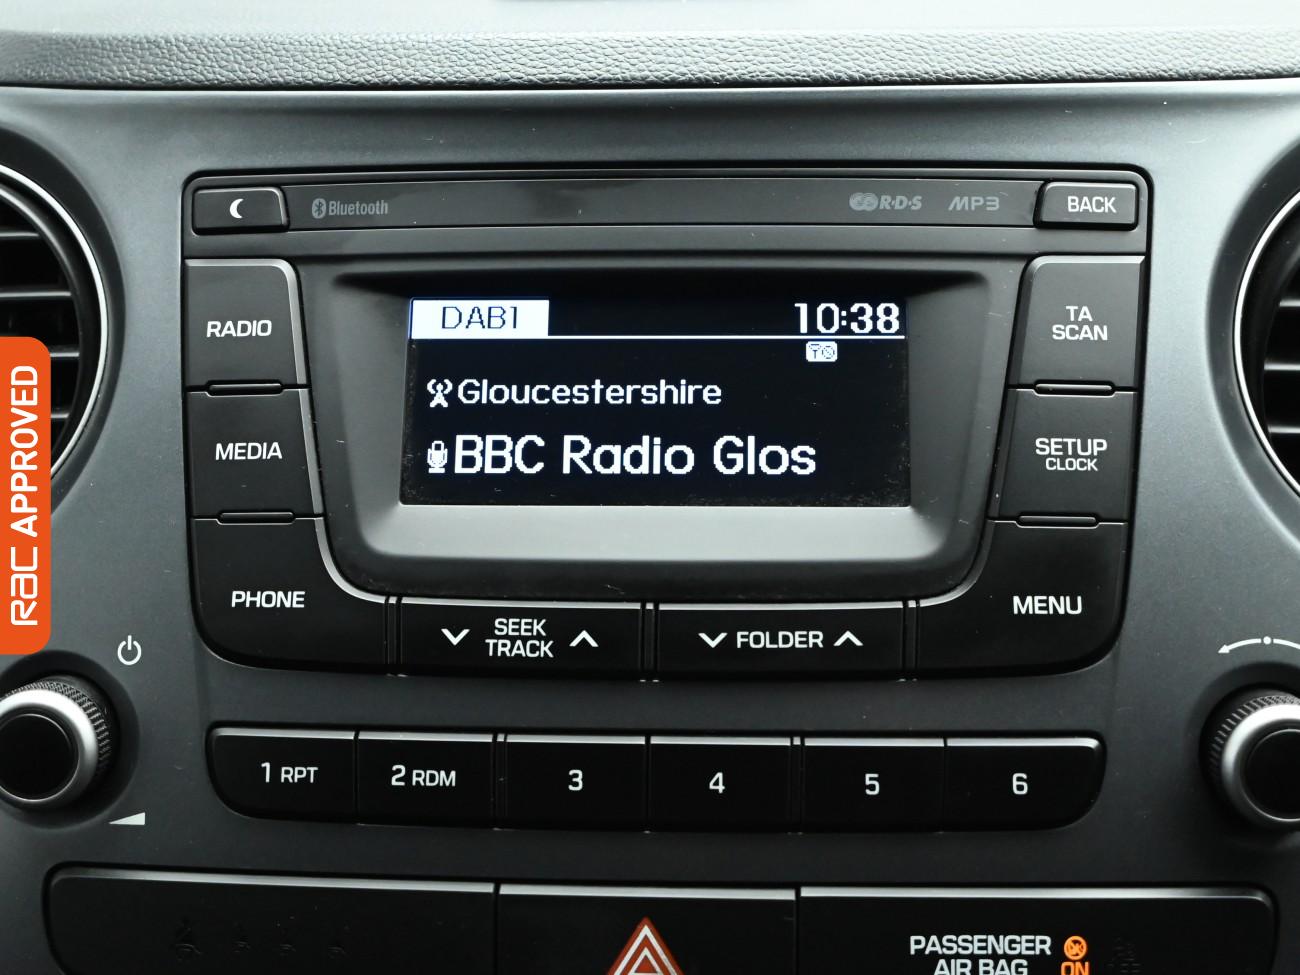 Bluetooth
R·D·S
MP3
BACK
RADIO
DAB1
10:38
TA
SCAN
Gloucestershire
MEDIA
BBC Radio Glos
SETUP
CLOCK
PHONE
SEEK
TRACK
FOLDER
MENU
1 RPT
2 RDM
3
4
5
6
PASSENGER
AIR BAG
ON
RAC APPROVED